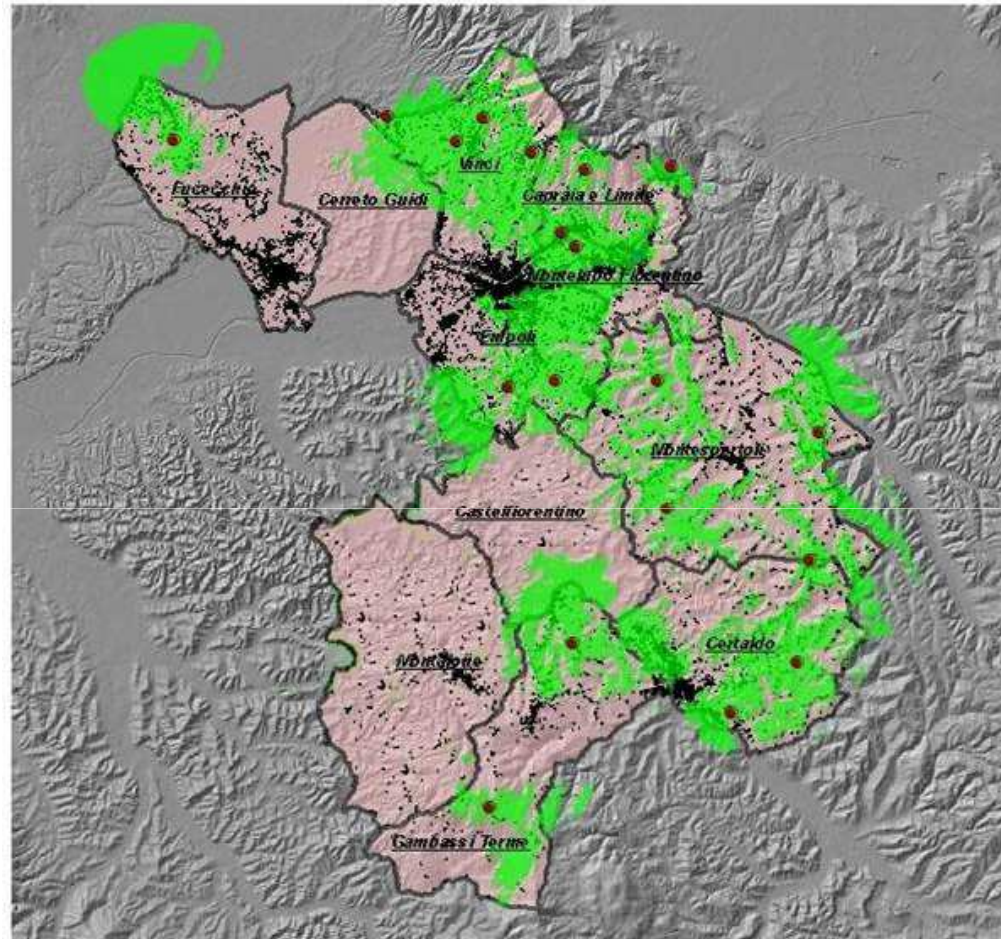 Vinci
Fucecchio
Cerreto Guidi
Capraia e Limite
Montelupo Fiorentino
Empoli
Montespertoli
Castelfiorentino
Certaldo
Montaione
Gambassi Terme